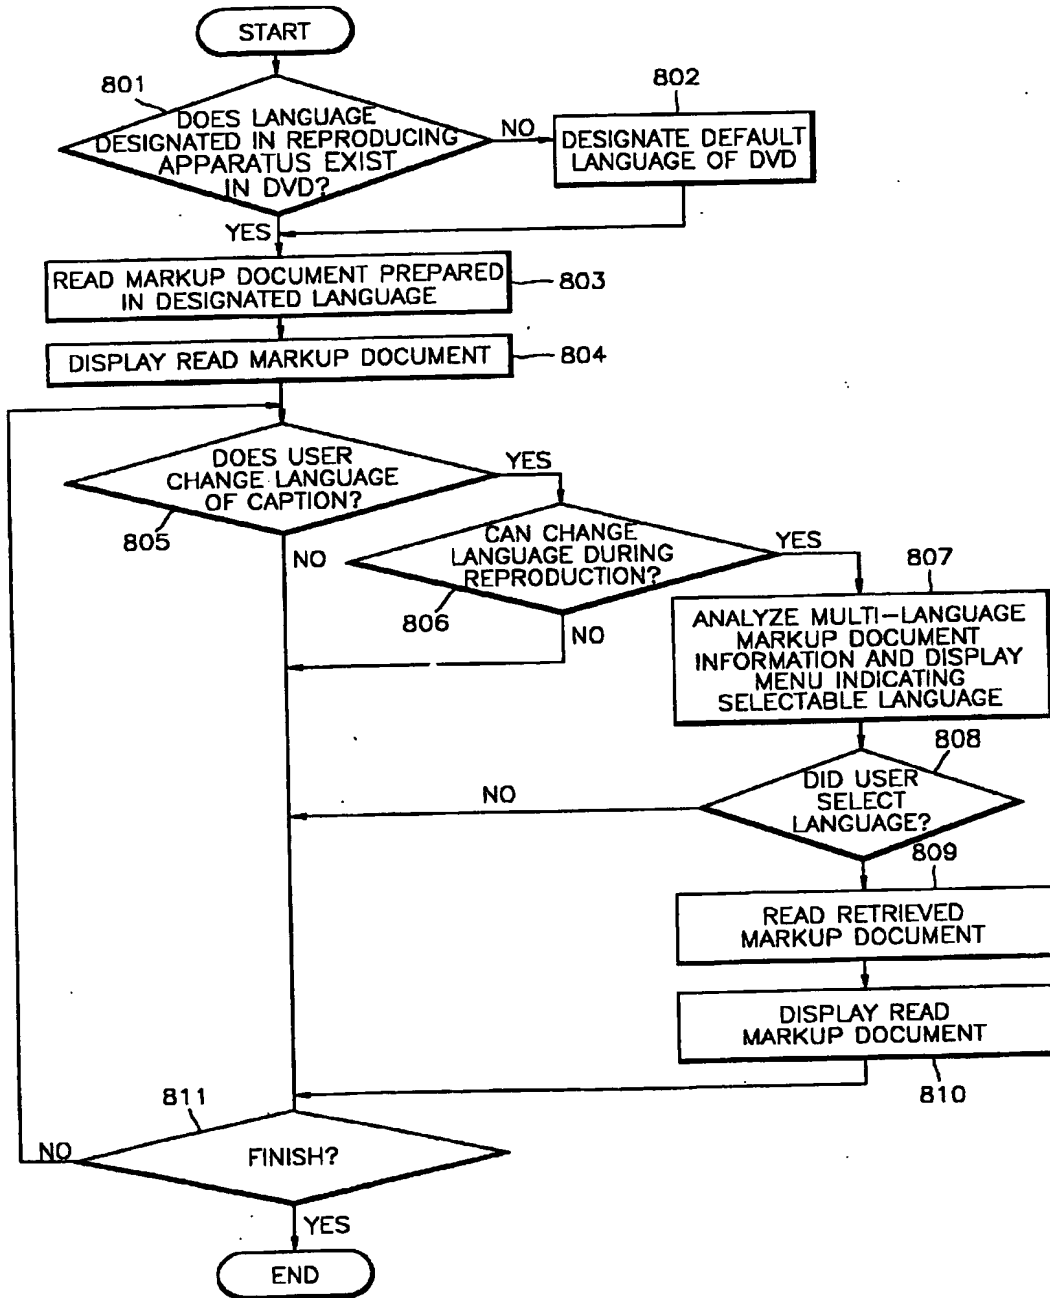 START
801
DOES LANGUAGE
DESIGNATED IN REPRODUCING
APPARATUS EXIST
IN DVD?
NO
802
DESIGNATE DEFAULT
LANGUAGE OF DVD
YES
READ MARKUP DOCUMENT PREPARED
IN DESIGNATED LANGUAGE
803
DISPLAY READ MARKUP DOCUMENT
804
DOES USER
CHANGE LANGUAGE
OF CAPTION?
805
YES
NO
CAN CHANGE
LANGUAGE DURING
REPRODUCTION?
806
YES
NO
807
ANALYZE MULTI-LANGUAGE
MARKUP DOCUMENT
INFORMATION AND DISPLAY
MENU INDICATING
SELECTABLE LANGUAGE
808
DID USER
SELECT
LANGUAGE?
NO
809
READ RETRIEVED
MARKUP DOCUMENT
DISPLAY READ
MARKUP DOCUMENT
810
811
FINISH?
NO
YES
END